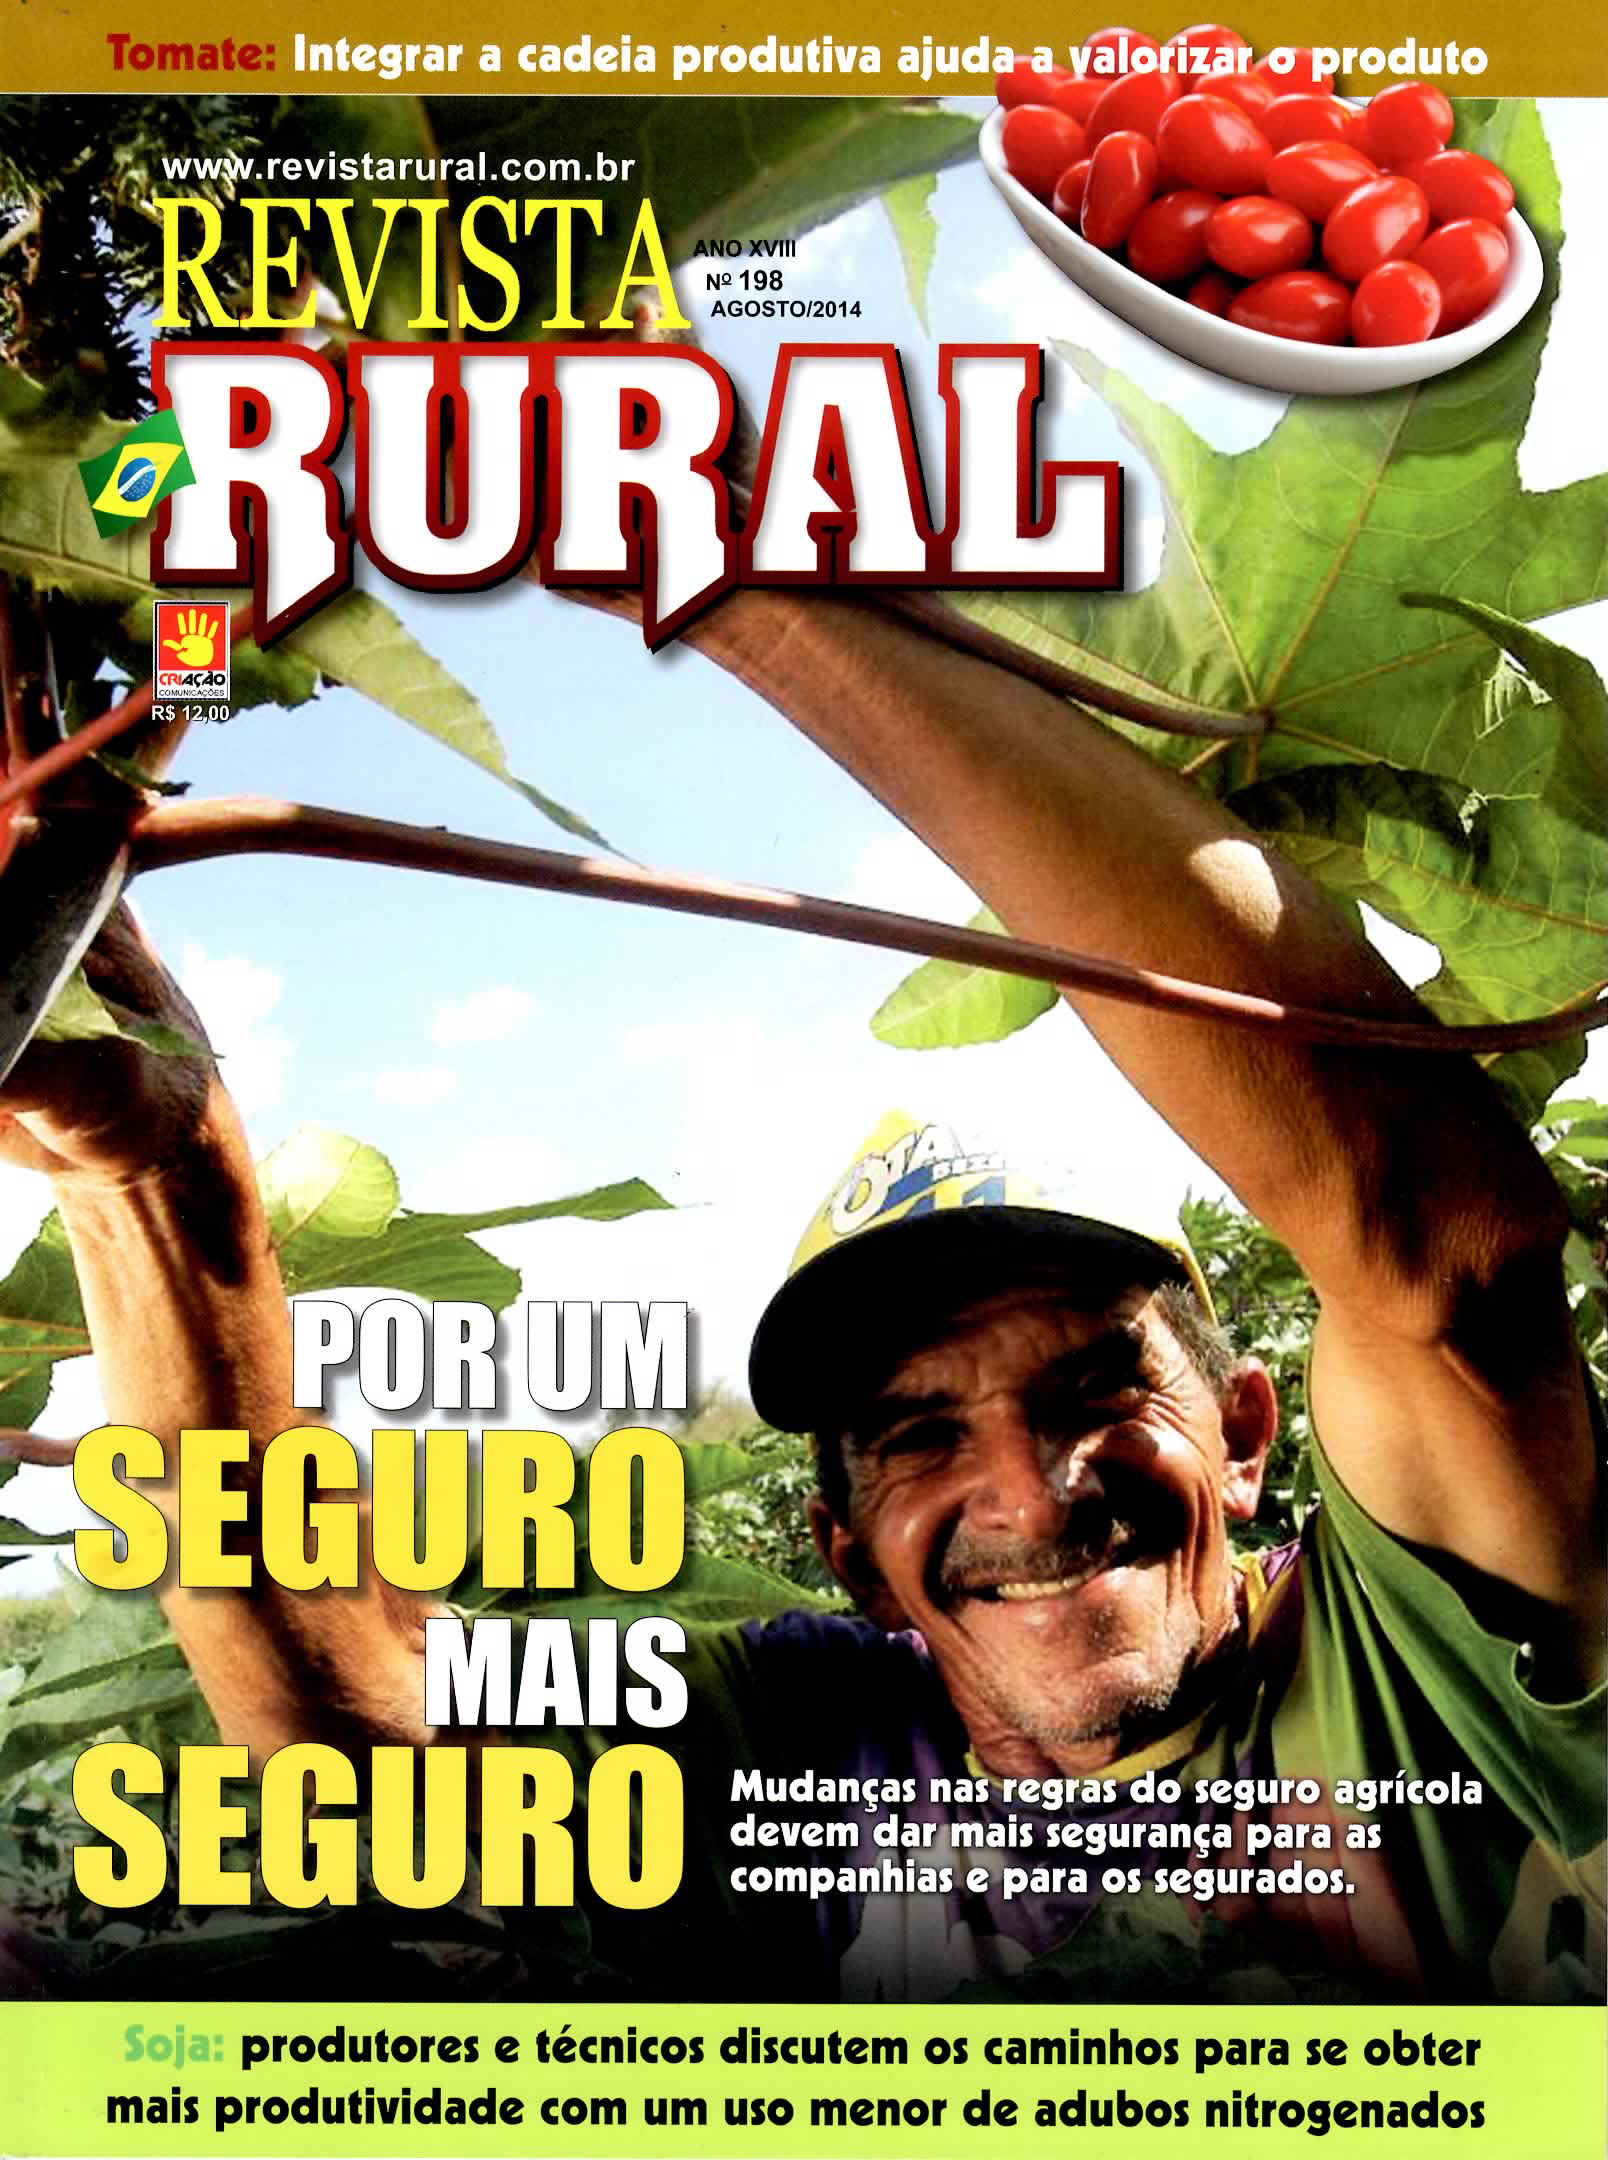 Tomate: Integrar a cadeia produtiva ajuda a valorizar o produto
www.revistarural.com.br
REVISTA
ANO XVIII
Nº 198
AGOSTO/2014
RURAL
CRIAÇÃO
COMUNICAÇÕES
R$ 12,00
POR UM
SEGURO
MAIS
SEGURO
Mudanças nas regras do seguro agrícola
devem dar mais segurança para as
companhias e para os segurados.
Soja: produtores e técnicos discutem os caminhos para se obter
mais produtividade com um uso menor de adubos nitrogenados